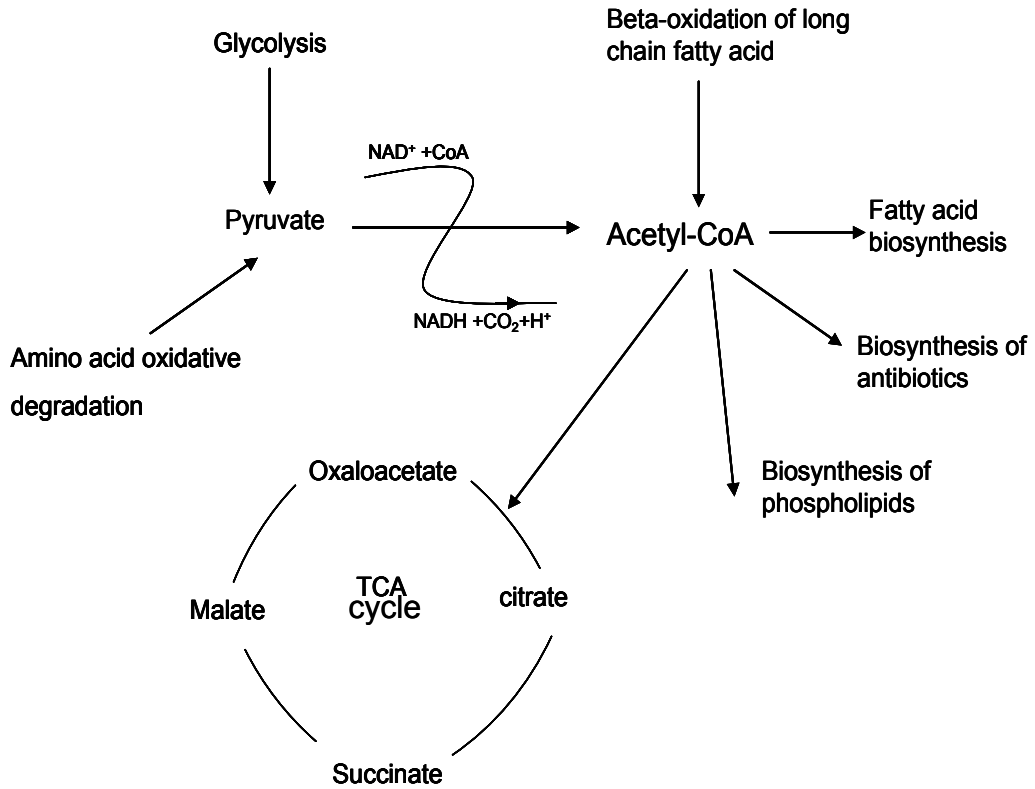 Glycolysis
Beta-oxidation of long
chain fatty acid
NAD⁺ +CoA
Pyruvate
Acetyl-CoA
Fatty acid
biosynthesis
NADH +CO₂+H⁺
Amino acid oxidative
degradation
Biosynthesis of
antibiotics
Biosynthesis of
phospholipids
Oxaloacetate
TCA
cycle
citrate
Malate
Succinate